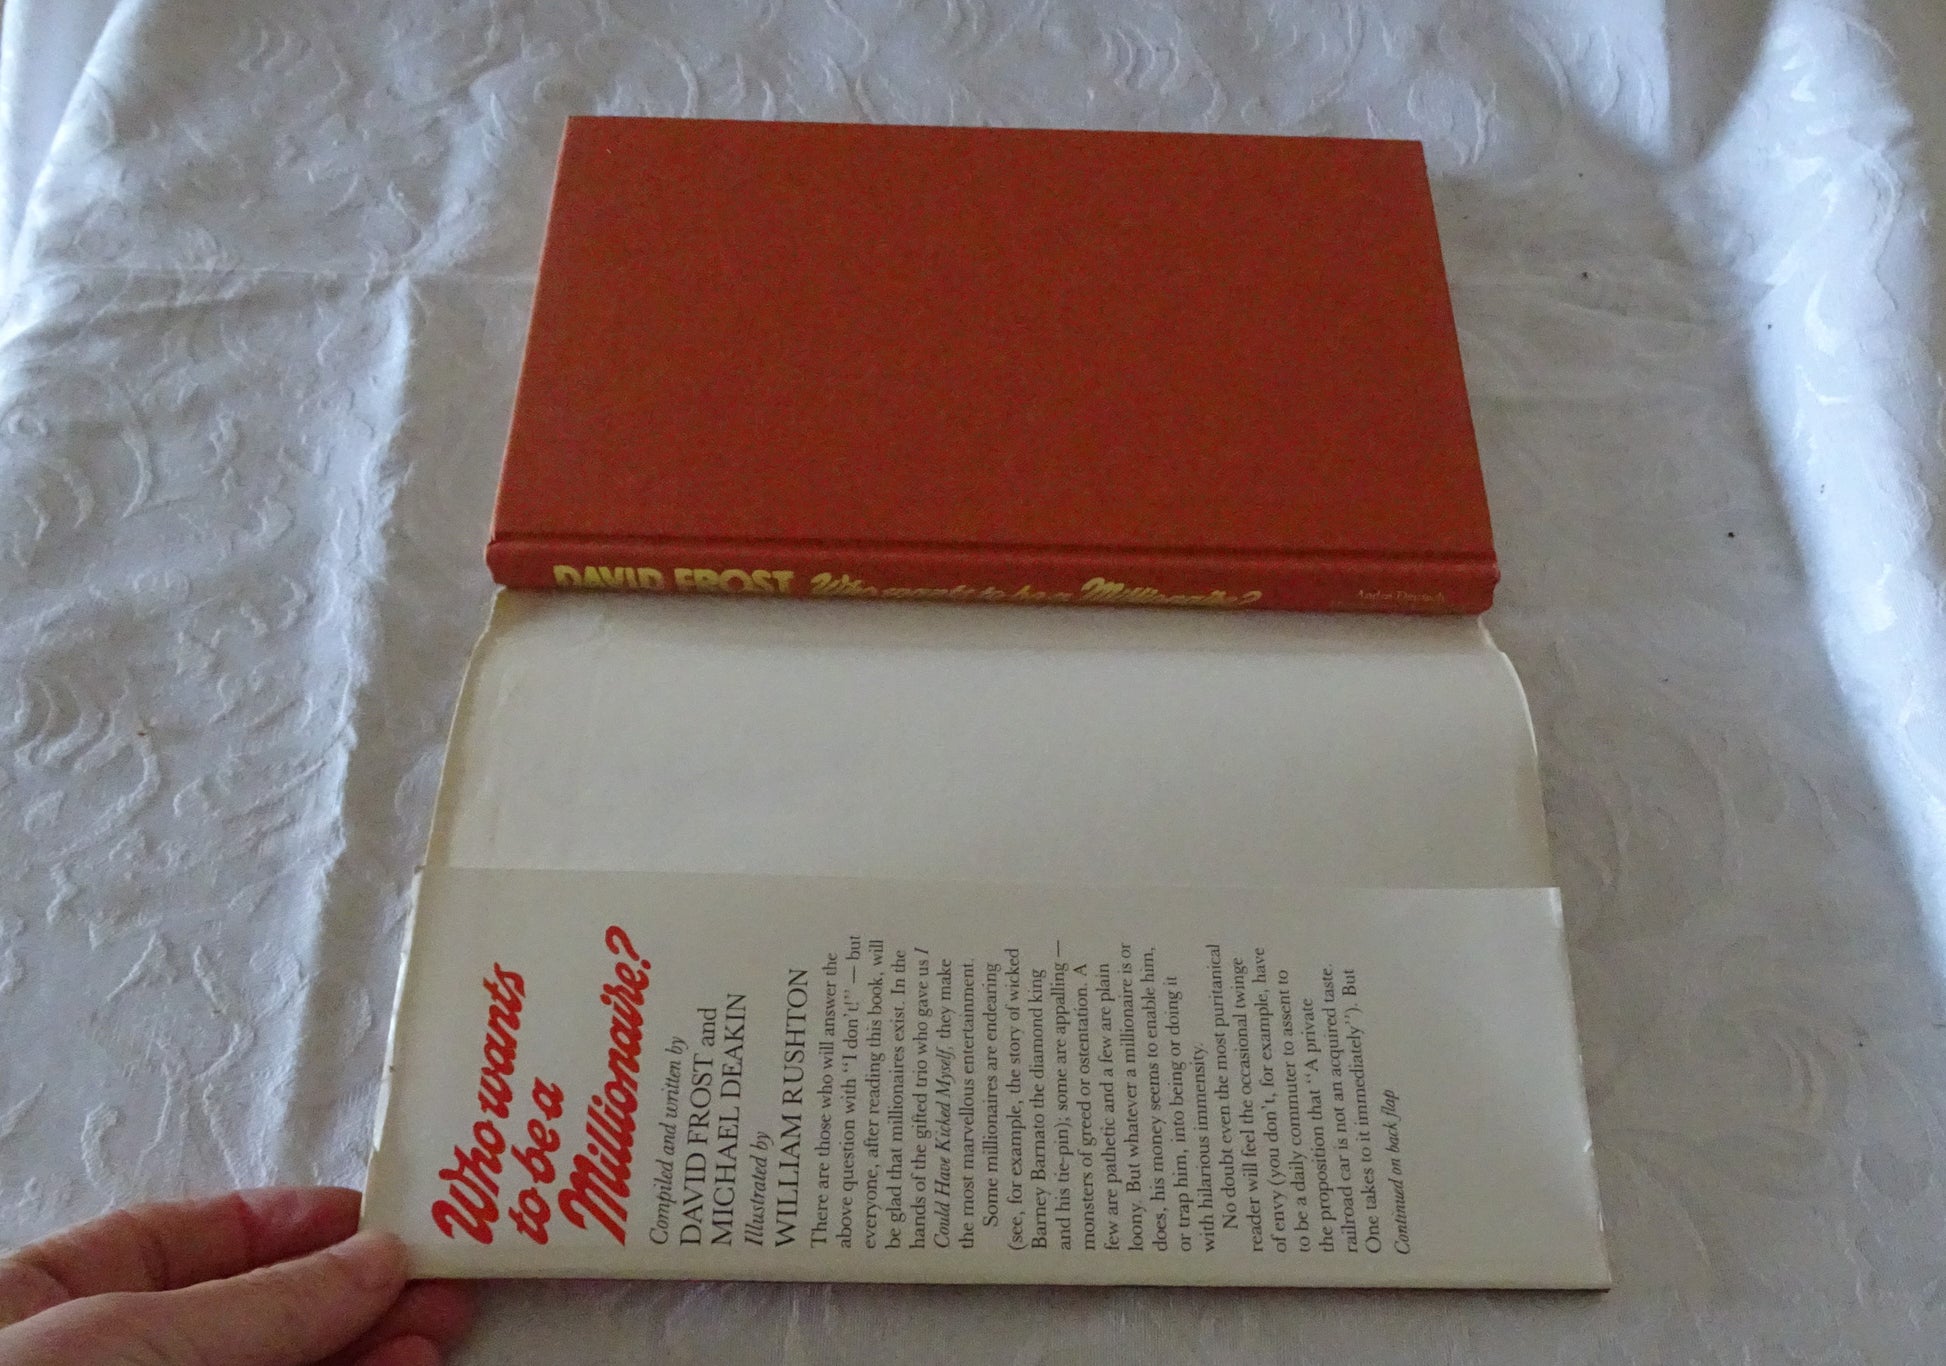 DAVID FROST Who wants to be a Millionaire? André Deutsch
Who wants
to be a
Millionaire?
Compiled and written by
DAVID FROST and
MICHAEL DEAKIN
Illustrated by
WILLIAM RUSHTON
There are those who will answer the
above question with "I don't!" — but
everyone, after reading this book, will
be glad that millionaires exist. In the
hands of the gifted trio who gave us I
Could Have Kicked Myself, they make
the most marvellous entertainment.
Some millionaires are endearing
(see, for example, the story of wicked
Barney Barnato the diamond king
and his tie-pin); some are appalling —
monsters of greed or ostentation. A
few are pathetic and a few are plain
loony. But whatever a millionaire is or
does, his money seems to enable him,
or trap him, into being or doing it
with hilarious immensity.
No doubt even the most puritanical
reader will feel the occasional twinge
of envy (you don't, for example, have
to be a daily commuter to assent to
the proposition that "A private
railroad car is not an acquired taste.
One takes to it immediately"). But
Continued on back flap